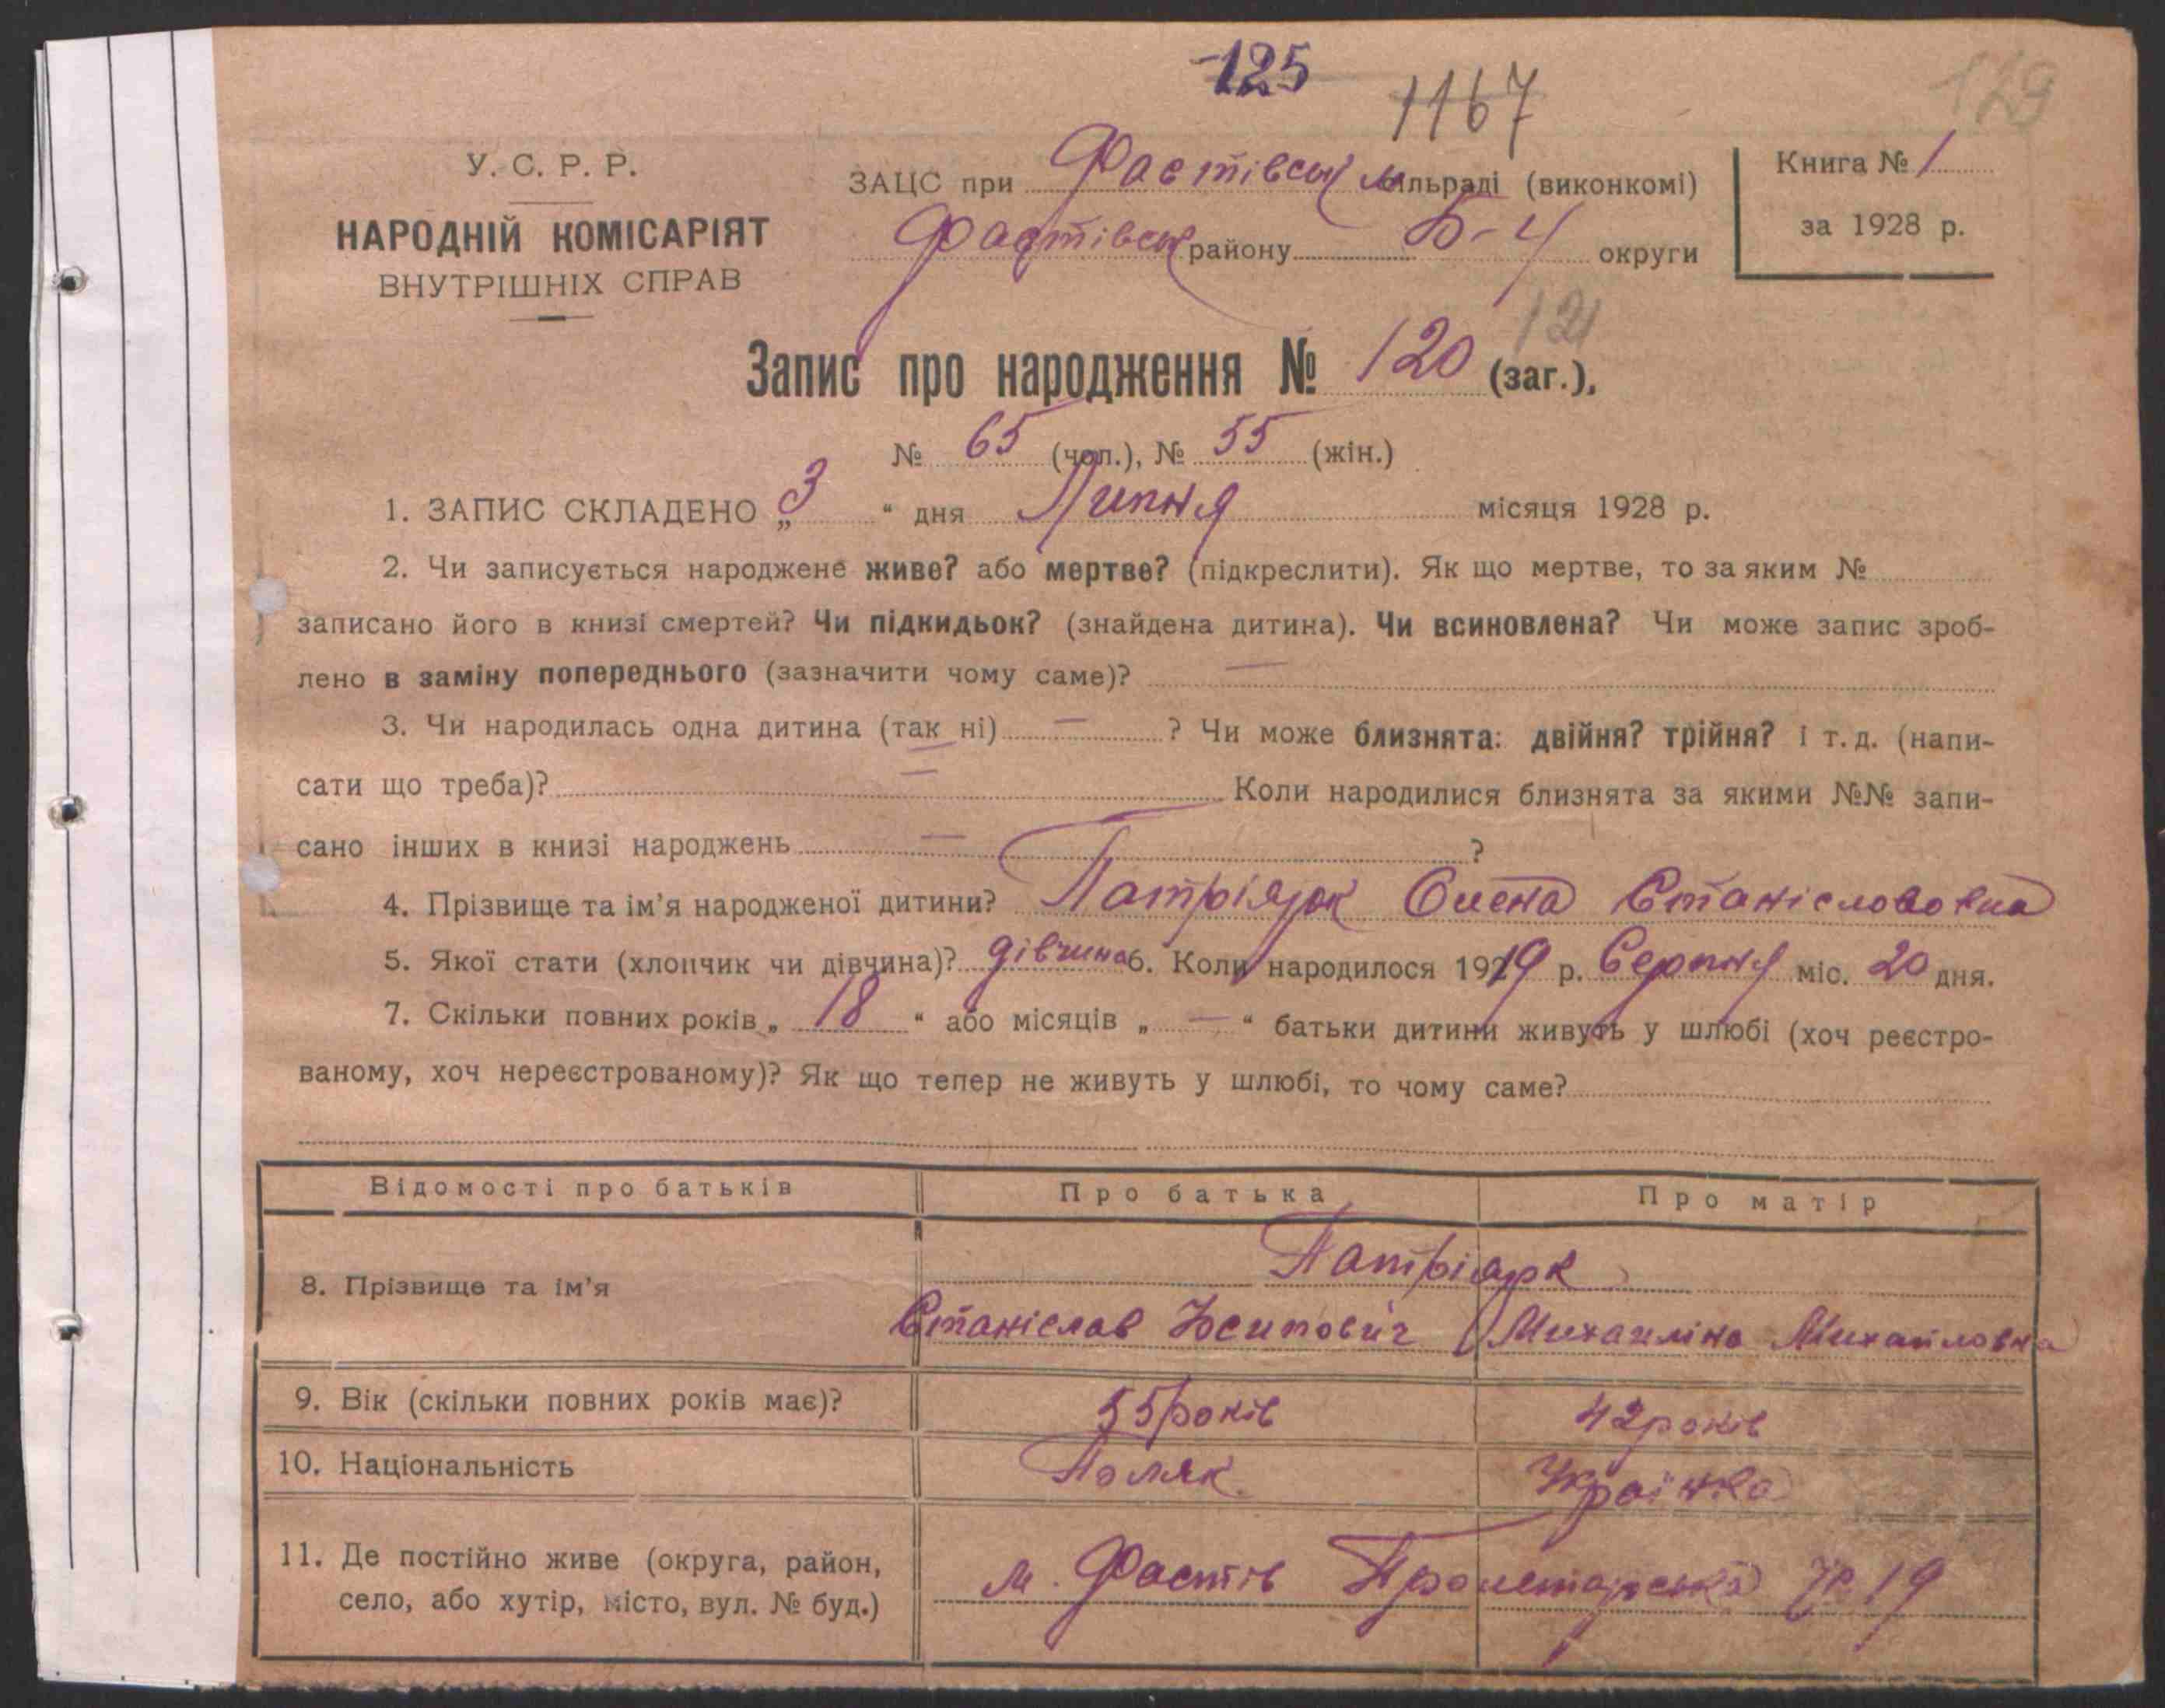 125
1167
129
У. С. Р. Р.
НАРОДНІЙ КОМІСАРІЯТ
ВНУТРІШНІХ СПРАВ
ЗАЦС при Фастівськ мільраді (виконкомі)
Фастівськ району Б-Ц округи
Книга № 1
за 1928 р.
121
Запис про народження № 120 (заг.),
№ 65 (чол.), № 55 (жін.)
1. ЗАПИС СКЛАДЕНО „ 3 “ дня Липня місяця 1928 р.
2. Чи записується народжене живе? або мертве? (підкреслити). Як що мертве, то за яким №
записано його в книзі смертей? Чи підкидьок? (знайдена дитина). Чи всиновлена? Чи може запис зроб-
лено в заміну попереднього (зазначити чому саме)? —
3. Чи народилась одна дитина (так ні) — ? Чи може близнята: двійня? трійня? і т. д. (напи-
сати що треба)? — Коли народилися близнята за якими №№ запи-
сано інших в книзі народжень — ?
4. Прізвище та ім’я народженої дитини? Патріярк Олена Станіславовна
5. Якої стати (хлопчик чи дівчина)? дівчина 6. Коли народилося 1919 р. Серпня міс. 20 дня.
7. Скільки повних років „ 18 “ або місяців „ — “ батьки дитини живуть у шлюбі (хоч реєстро-
ваному, хоч нереєстрованому)? Як що тепер не живуть у шлюбі, то чому саме?
Відомості про батьків Про батька Про матір
Патріярк
8. Прізвище та ім’я
Станіслав Йосипович Михайліна Михайловна
9. Вік (скільки повних років має)? 55 років 42 років
10. Національність Поляк. Українка
11. Де постійно живе (округа, район,
село, або хутір, місто, вул. № буд.)
м. Фастів Пролетарська № 19